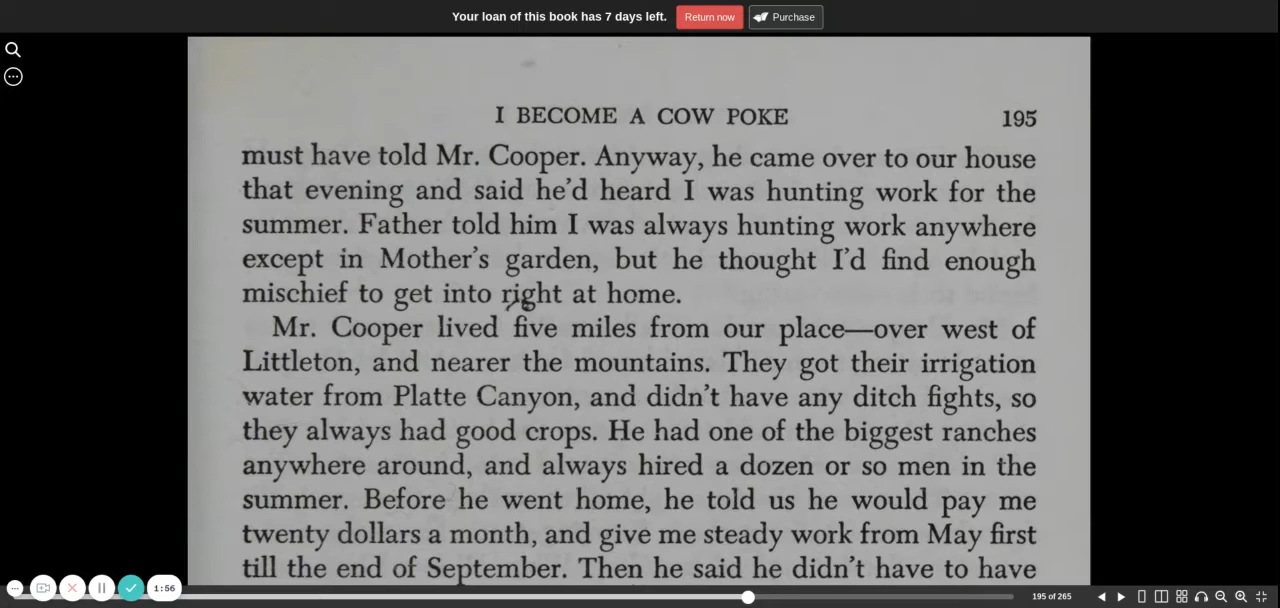 Your loan of this book has 7 days left. Return now Purchase
I BECOME A COW POKE 195
must have told Mr. Cooper. Anyway, he came over to our house
that evening and said he'd heard I was hunting work for the
summer. Father told him I was always hunting work anywhere
except in Mother's garden, but he thought I'd find enough
mischief to get into right at home.
Mr. Cooper lived five miles from our place—over west of
Littleton, and nearer the mountains. They got their irrigation
water from Platte Canyon, and didn't have any ditch fights, so
they always had good crops. He had one of the biggest ranches
anywhere around, and always hired a dozen or so men in the
summer. Before he went home, he told us he would pay me
twenty dollars a month, and give me steady work from May first
till the end of September. Then he said he didn't have to have
1:56
195 of 265